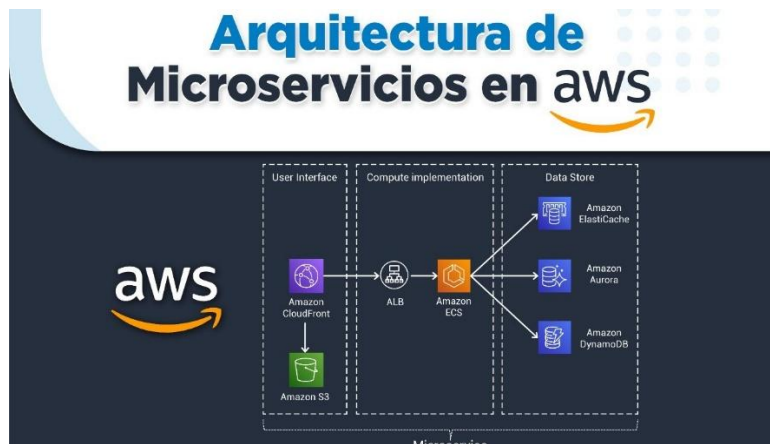 Arquitectura de
Microservicios en aws
User Interface
Compute implementation
Data Store
Amazon
ElastiCache
aws
Amazon
CloudFront
ALB
Amazon
ECS
Amazon
Aurora
Amazon
DynamoDB
Amazon S3